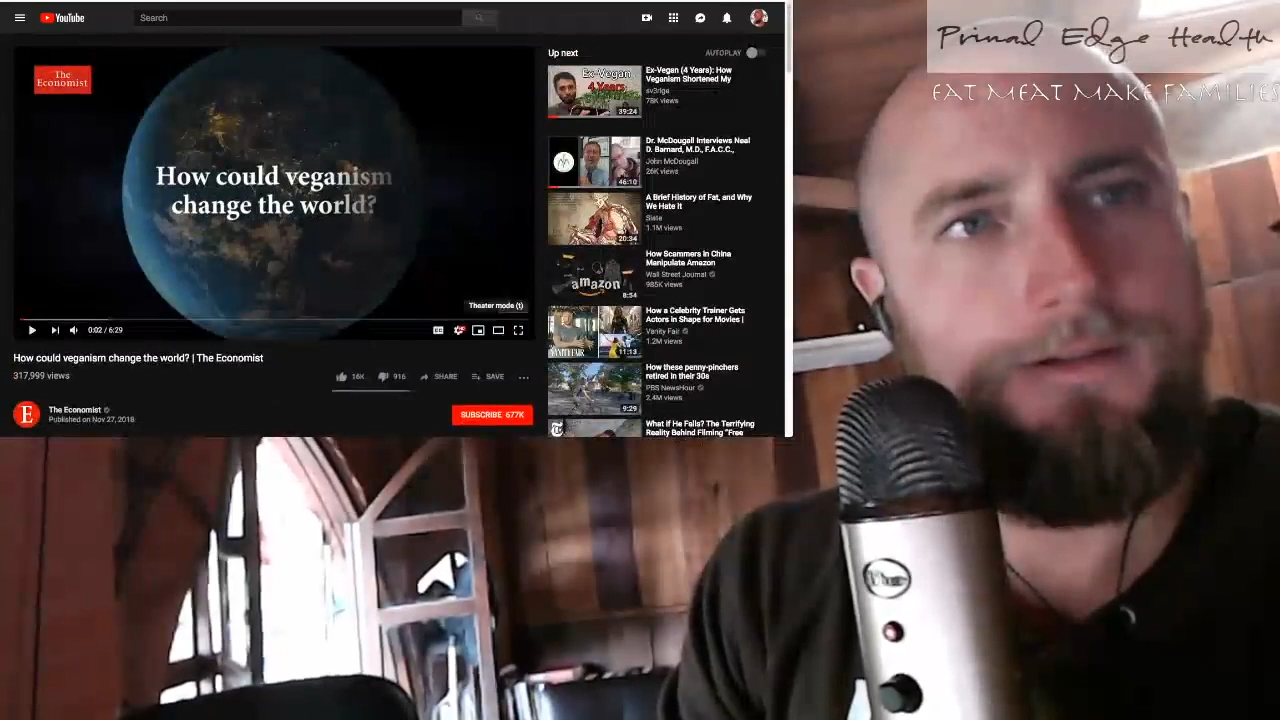 YouTube
Search
The
Economist
How could veganism
change the world?
Theater mode (t)
0:02 / 6:29
How could veganism change the world? | The Economist
317,999 views
16K
916
SHARE
SAVE
The Economist
Published on Nov 27, 2018
SUBSCRIBE 677K
Up next
AUTOPLAY
Ex-Vegan
4 Years
39:24
Ex-Vegan (4 Years): How
Veganism Shortened My
sv3rige
78K views
46:10
Dr. McDougall Interviews Neal
D. Barnard, M.D., F.A.C.C.,
John McDougall
26K views
20:34
A Brief History of Fat, and Why
We Hate It
Slate
1.1M views
amazon
8:54
How Scammers in China
Manipulate Amazon
Wall Street Journal
985K views
VANITY FAIR
11:13
How a Celebrity Trainer Gets
Actors in Shape for Movies |
Vanity Fair
1.2M views
9:29
How these penny-pinchers
retired in their 30s
PBS NewsHour
2.4M views
What if He Falls? The Terrifying
Reality Behind Filming "Free
Primal Edge Health
EAT MEAT MAKE FAMILIES
Blue